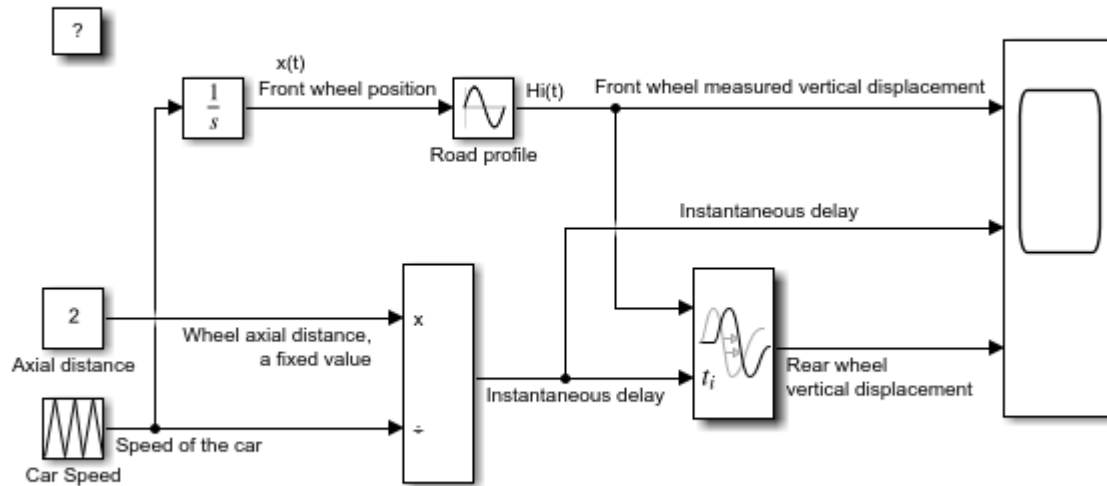 ?
x(t)
Front wheel position
1
s
Road profile
Hi(t)
Front wheel measured vertical displacement
Instantaneous delay
2
Axial distance
Wheel axial distance,
a fixed value
x
÷
Instantaneous delay
t i
Rear wheel
vertical displacement
Speed of the car
Car Speed